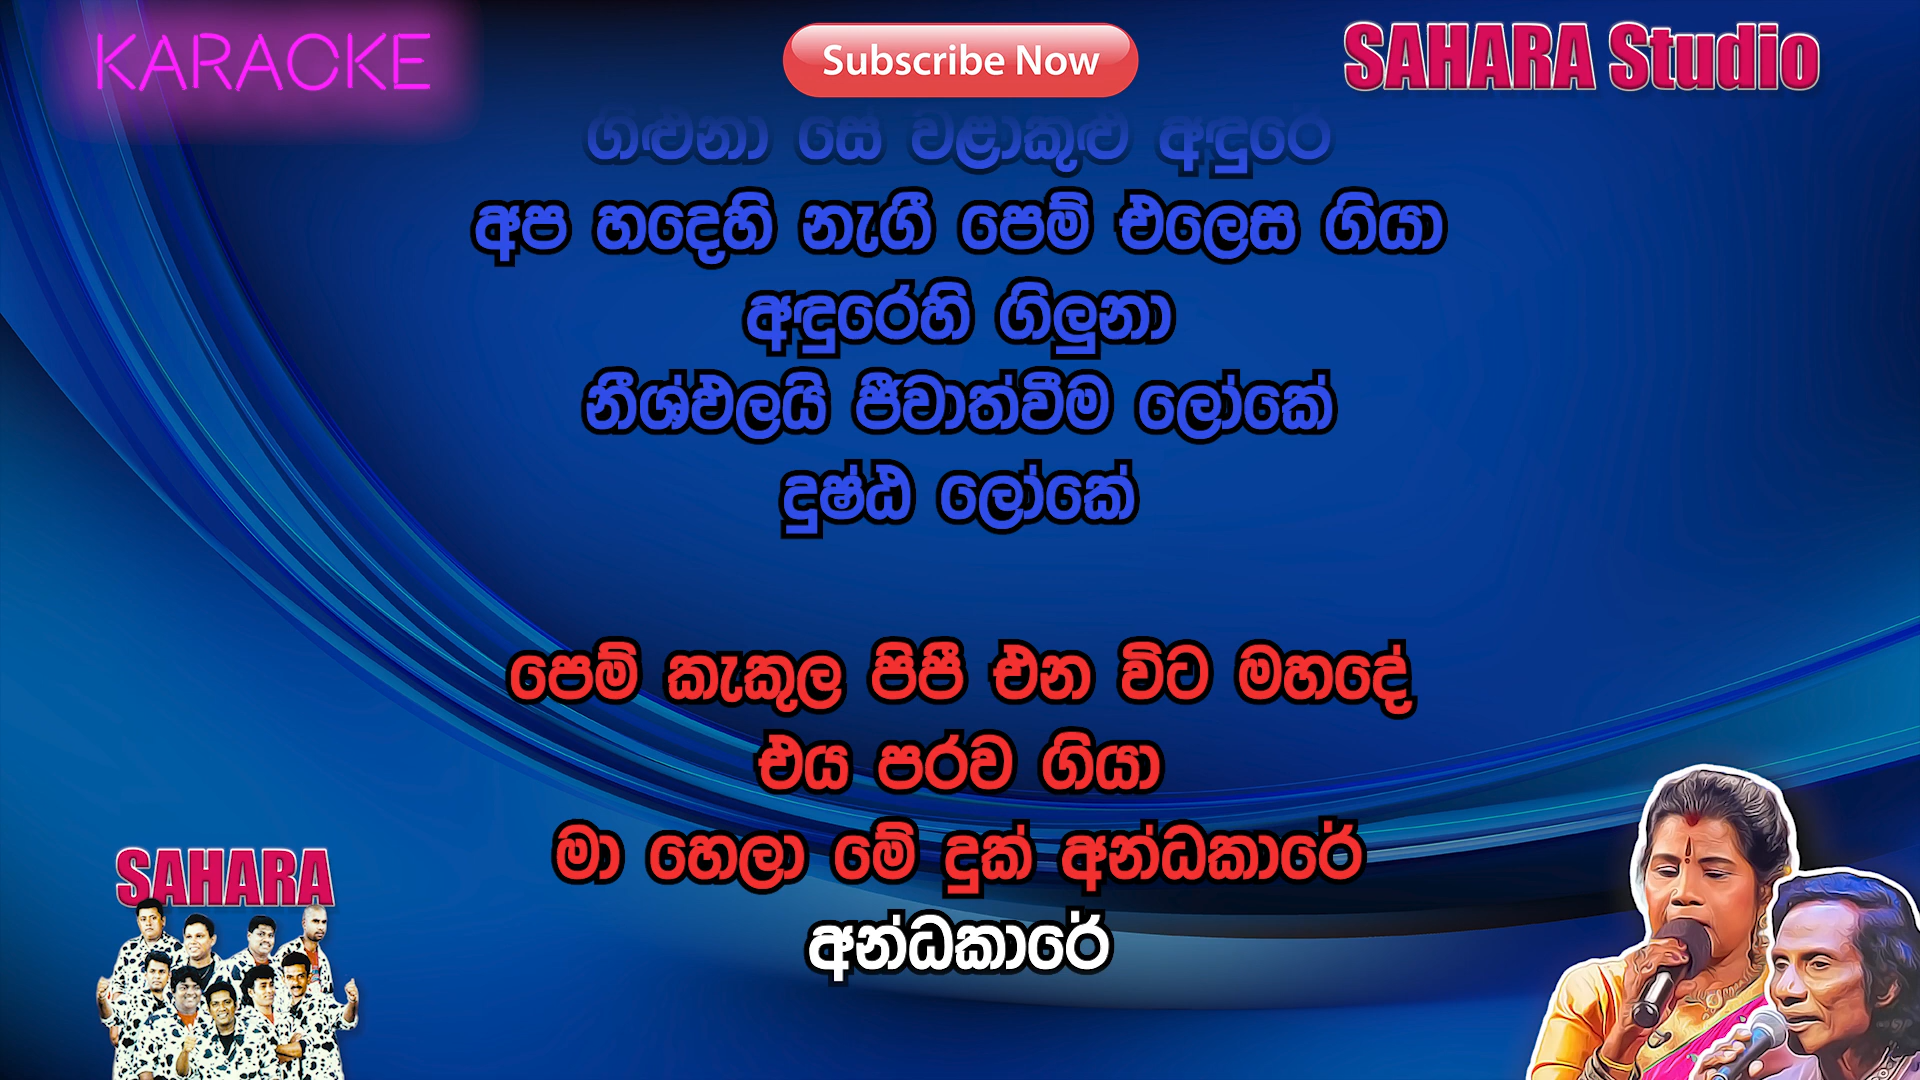 KARAOKE
Subscribe Now
SAHARA Studio
ගිළුනා සේ වළාකුළු අඳුරේ
අප හදෙහි නැගී පෙම් එලෙස ගියා
අඳුරෙහි ගිලුනා
නිශ්ඵලයි ජීවාත්වීම ලෝකේ
දුෂ්ඨ ලෝකේ
පෙම් කැකුල පිපී එන විට මහදේ
එය පරව ගියා
මා හෙලා මේ දුක් අන්ධකාරේ
අන්ධකාරේ
SAHARA